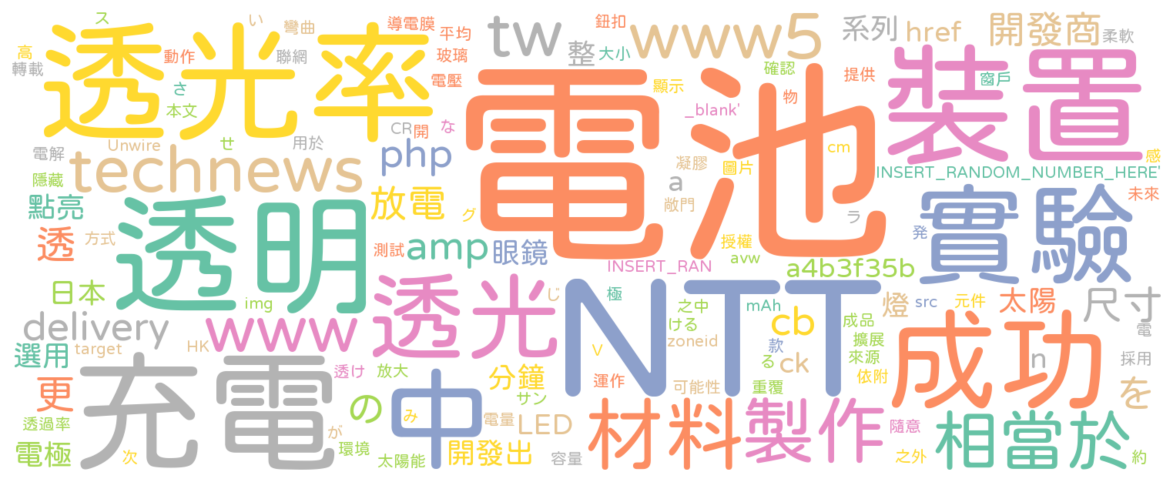 ス い 彎曲 導電膜 平均 鈕扣 tw 整 www5 系列 href 開發商 柔軟
高 透光率 動作 聯網 玻璃 大小 確認 提供 裝置 窗戶
轉載 さ 本文 電壓 電池 顯示 物
電解 Unwire せ 用於 CR 開 な _blank' cm 感
隱藏 technews php 凝膠 圖片 INSERT_RANDOM_NUMBER_HERE'
點亮 透明 放電 a 敞門 ラ 實驗 未來
透 方式 測試 amp 眼鏡 グ 授權 avw 発
日本 img 透光 じ INSERT_RAN a4b3f35b
delivery www NTT 極 之中 mAh 成品 燈 src 元件 太陽 尺寸
選用 target HK ける zoneid cb 款 擴展 來源 成功 電
更 充電 透け 放大 中 分鐘 V 運作 ck る 依附 n 採用
透過率 の み サン 可能性 重覆 を
電極 が 環境 電量 LED 材料 製作 隨意 相當於
次 太陽能 開發出 容量 之外 約